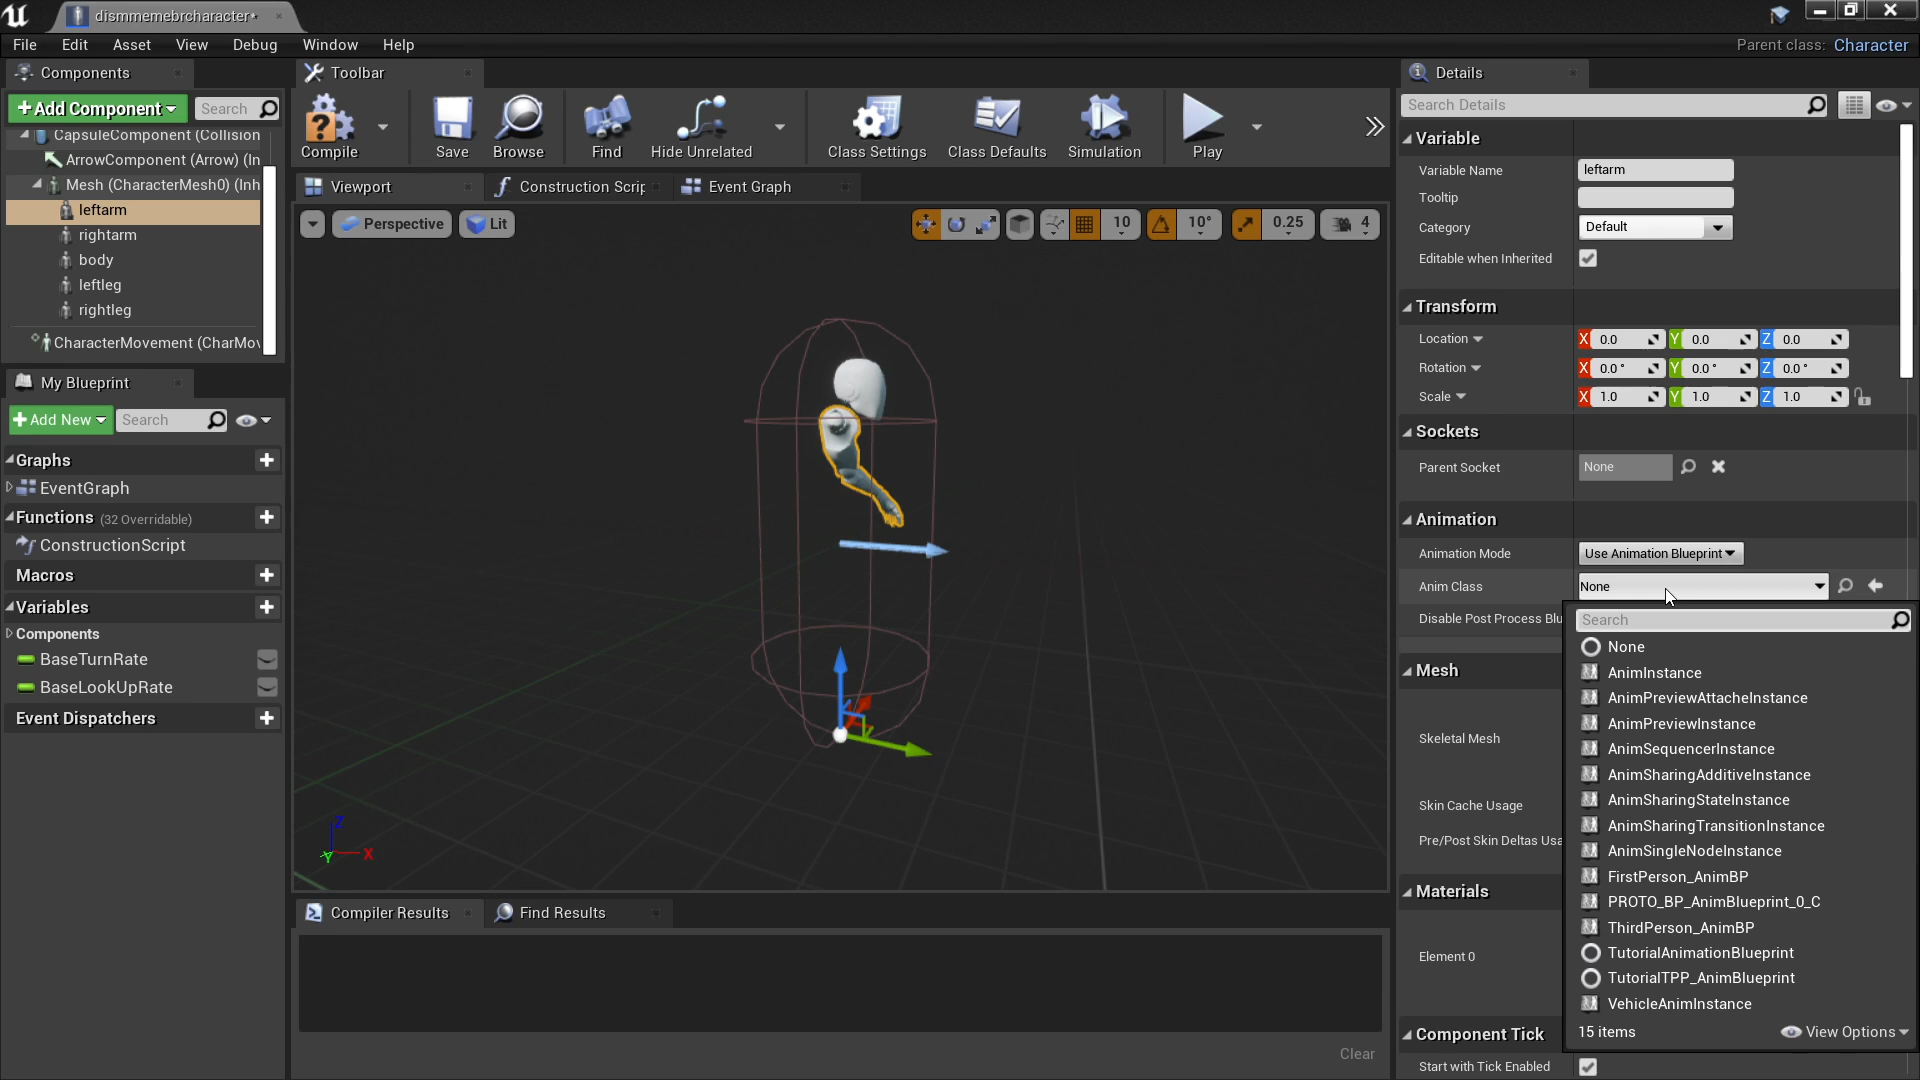 dismmemebrcharacter*
File Edit Asset View Debug Window Help
Parent class: Character
Components
Add Component
Search
CapsuleComponent (Collision
ArrowComponent (Arrow) (In
Mesh (CharacterMesh0) (Inh
leftarm
rightarm
body
leftleg
rightleg
CharacterMovement (CharMov
My Blueprint
Add New
Search
Graphs
EventGraph
Functions (32 Overridable)
ConstructionScript
Macros
Variables
Components
BaseTurnRate
BaseLookUpRate
Event Dispatchers
Toolbar
Compile
Save
Browse
Find
Hide Unrelated
Class Settings
Class Defaults
Simulation
Play
Viewport
Construction Scrip
Event Graph
Perspective
Lit
10
10°
0.25
4
Z
Y
X
Compiler Results
Find Results
Clear
Details
Search Details
Variable
Variable Name leftarm
Tooltip
Category Default
Editable when Inherited
Transform
Location X 0.0 Y 0.0 Z 0.0
Rotation X 0.0 ° Y 0.0 ° Z 0.0 °
Scale X 1.0 Y 1.0 Z 1.0
Sockets
Parent Socket None
Animation
Animation Mode Use Animation Blueprint
Anim Class None
Disable Post Process Blu
Mesh
Skeletal Mesh
Skin Cache Usage
Pre/Post Skin Deltas Usa
Materials
Element 0
Component Tick
Start with Tick Enabled
Search
None
AnimInstance
AnimPreviewAttacheInstance
AnimPreviewInstance
AnimSequencerInstance
AnimSharingAdditiveInstance
AnimSharingStateInstance
AnimSharingTransitionInstance
AnimSingleNodeInstance
FirstPerson_AnimBP
PROTO_BP_AnimBlueprint_0_C
ThirdPerson_AnimBP
TutorialAnimationBlueprint
TutorialTPP_AnimBlueprint
VehicleAnimInstance
15 items
View Options